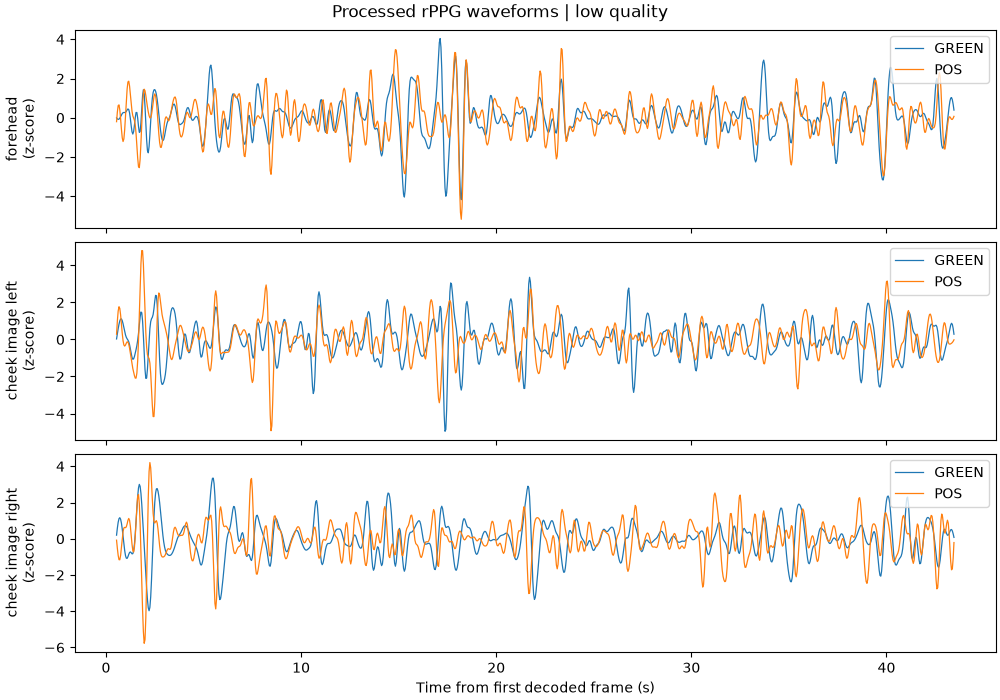 Processed rPPG waveforms | low quality
forehead
(z-score)
4
2
0
−2
−4
GREEN
POS
cheek image left
(z-score)
4
2
0
−2
−4
GREEN
POS
cheek image right
(z-score)
4
2
0
−2
−4
−6
GREEN
POS
0 10 20 30 40
Time from first decoded frame (s)